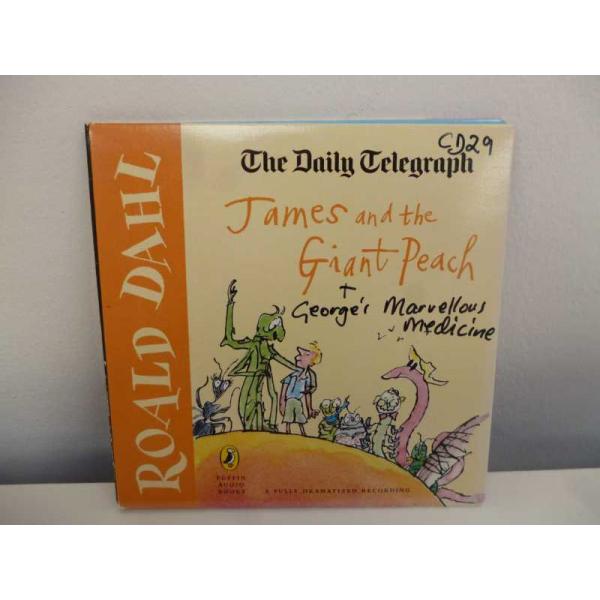 ROALD DAHL
CD29
The Daily Telegraph
James and the
Giant Peach
+
George's Marvellous
Medicine
PUFFIN
AUDIO
BOOKS
A FULLY DRAMATISED RECORDING